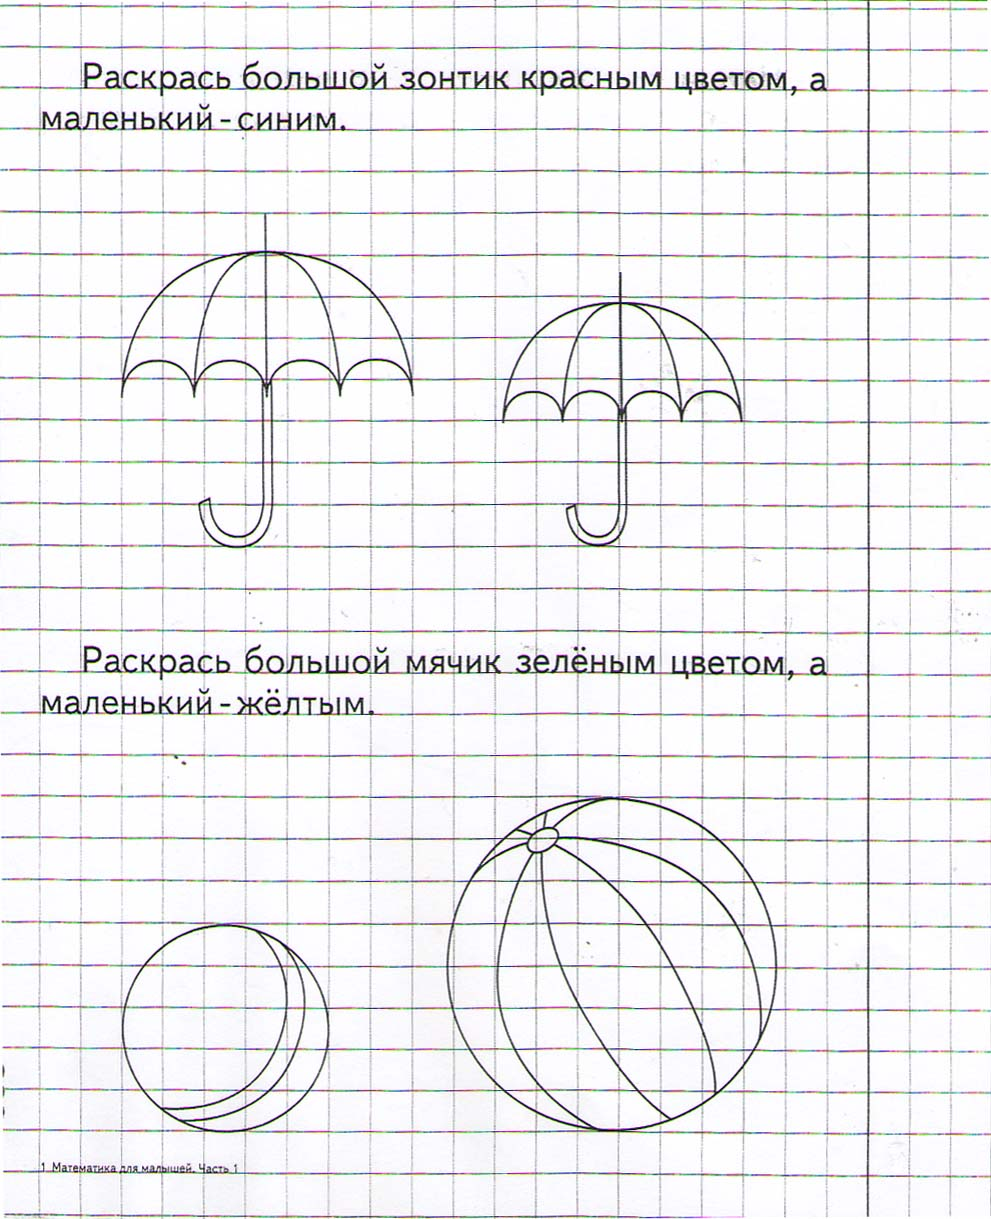 Раскрась большой зонтик красным цветом, а
маленький - синим.
Раскрась большой мячик зелёным цветом, а
маленький - жёлтым.
1 Математика для малышей. Часть 1